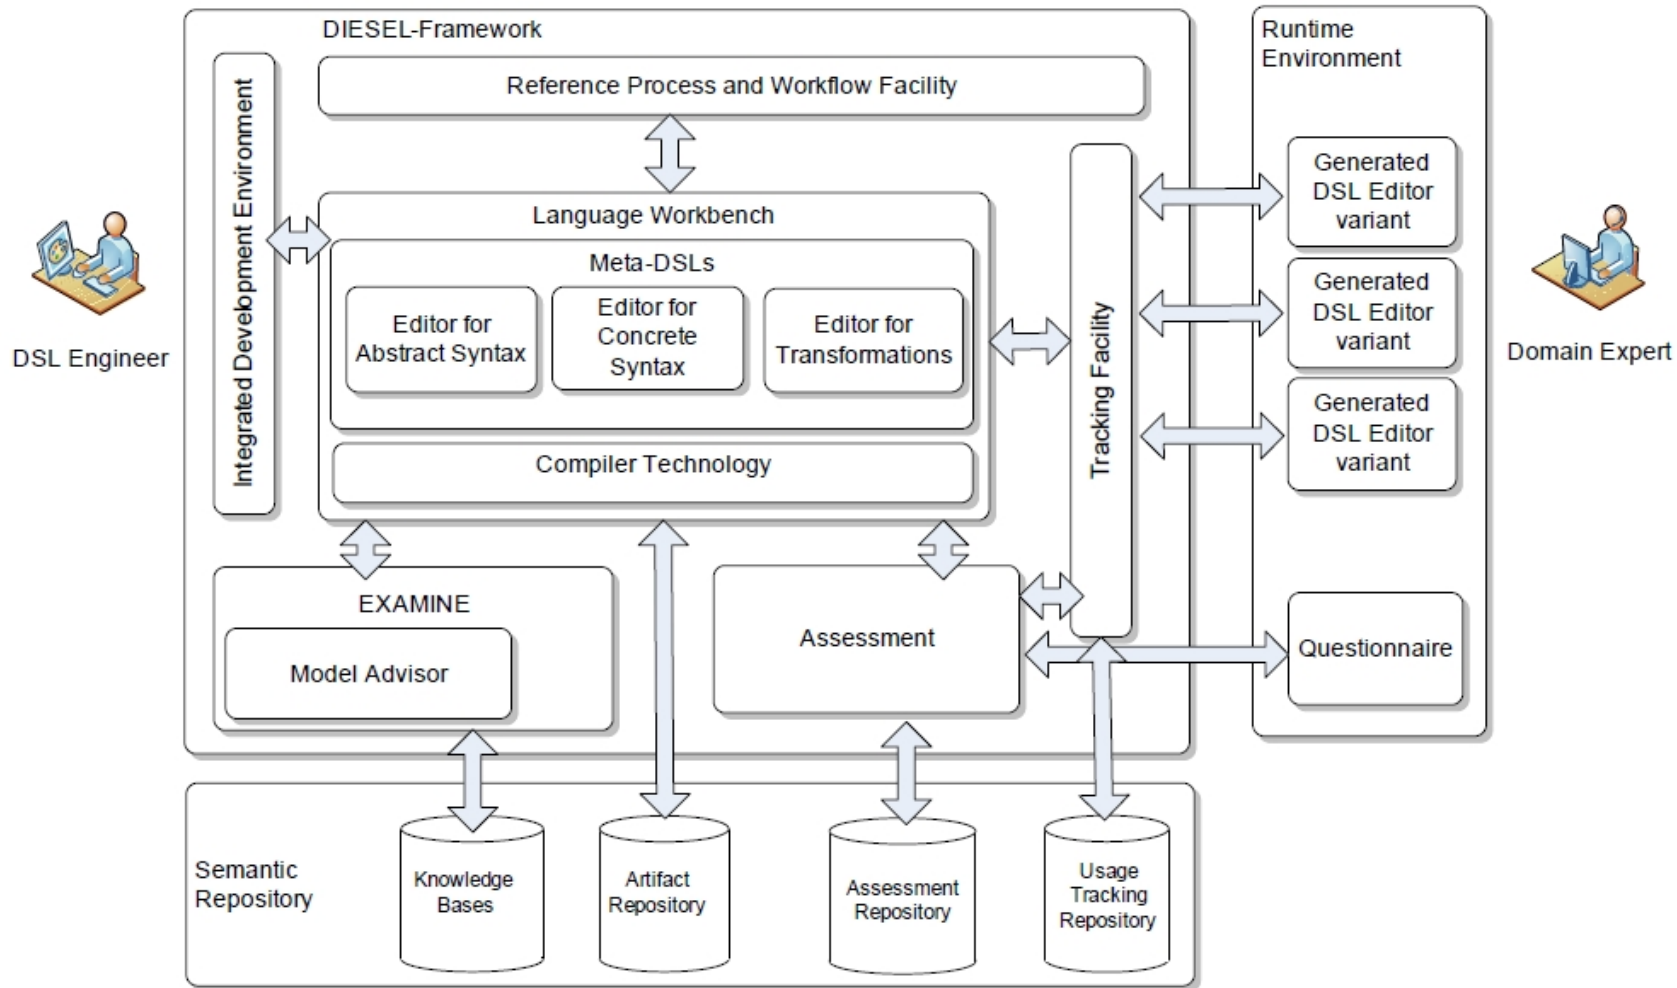 DIESEL-Framework
Runtime
Environment
Reference Process and Workflow Facility
Integrated Development Environment
Language Workbench
Meta-DSLs
Editor for
Abstract Syntax
Editor for
Concrete
Syntax
Editor for
Transformations
Compiler Technology
Tracking Facility
Generated
DSL Editor
variant
Generated
DSL Editor
variant
Generated
DSL Editor
variant
DSL Engineer
Domain Expert
EXAMINE
Model Advisor
Assessment
Questionnaire
Semantic
Repository
Knowledge
Bases
Artifact
Repository
Assessment
Repository
Usage
Tracking
Repository